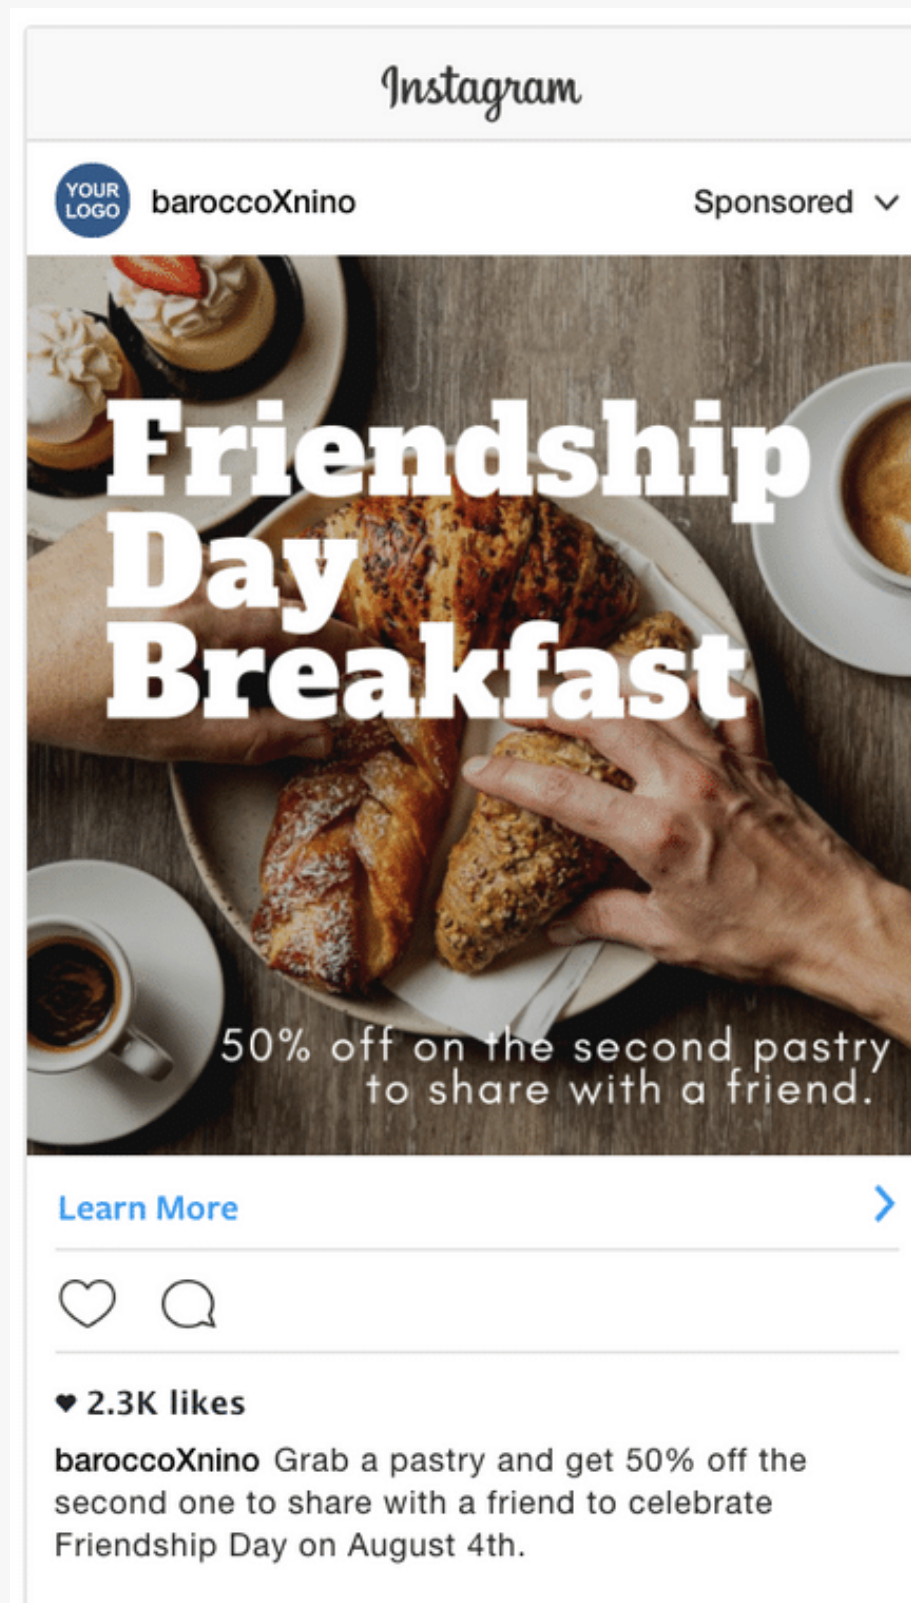 Instagram
YOUR
LOGO
baroccoXnino
Sponsored
Friendship
Day
Breakfast
50% off on the second pastry
to share with a friend.
Learn More
2.3K likes
baroccoXnino Grab a pastry and get 50% off the
second one to share with a friend to celebrate
Friendship Day on August 4th.